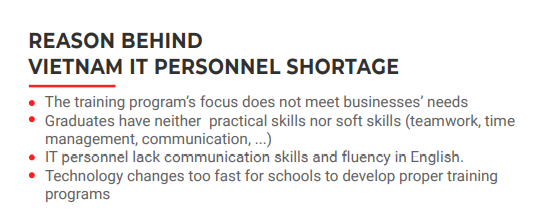 REASON BEHIND
VIETNAM IT PERSONNEL SHORTAGE
• The training program's focus does not meet businesses' needs
• Graduates have neither practical skills nor soft skills (teamwork, time
management, communication, ...)
• IT personnel lack communication skills and fluency in English.
• Technology changes too fast for schools to develop proper training
programs